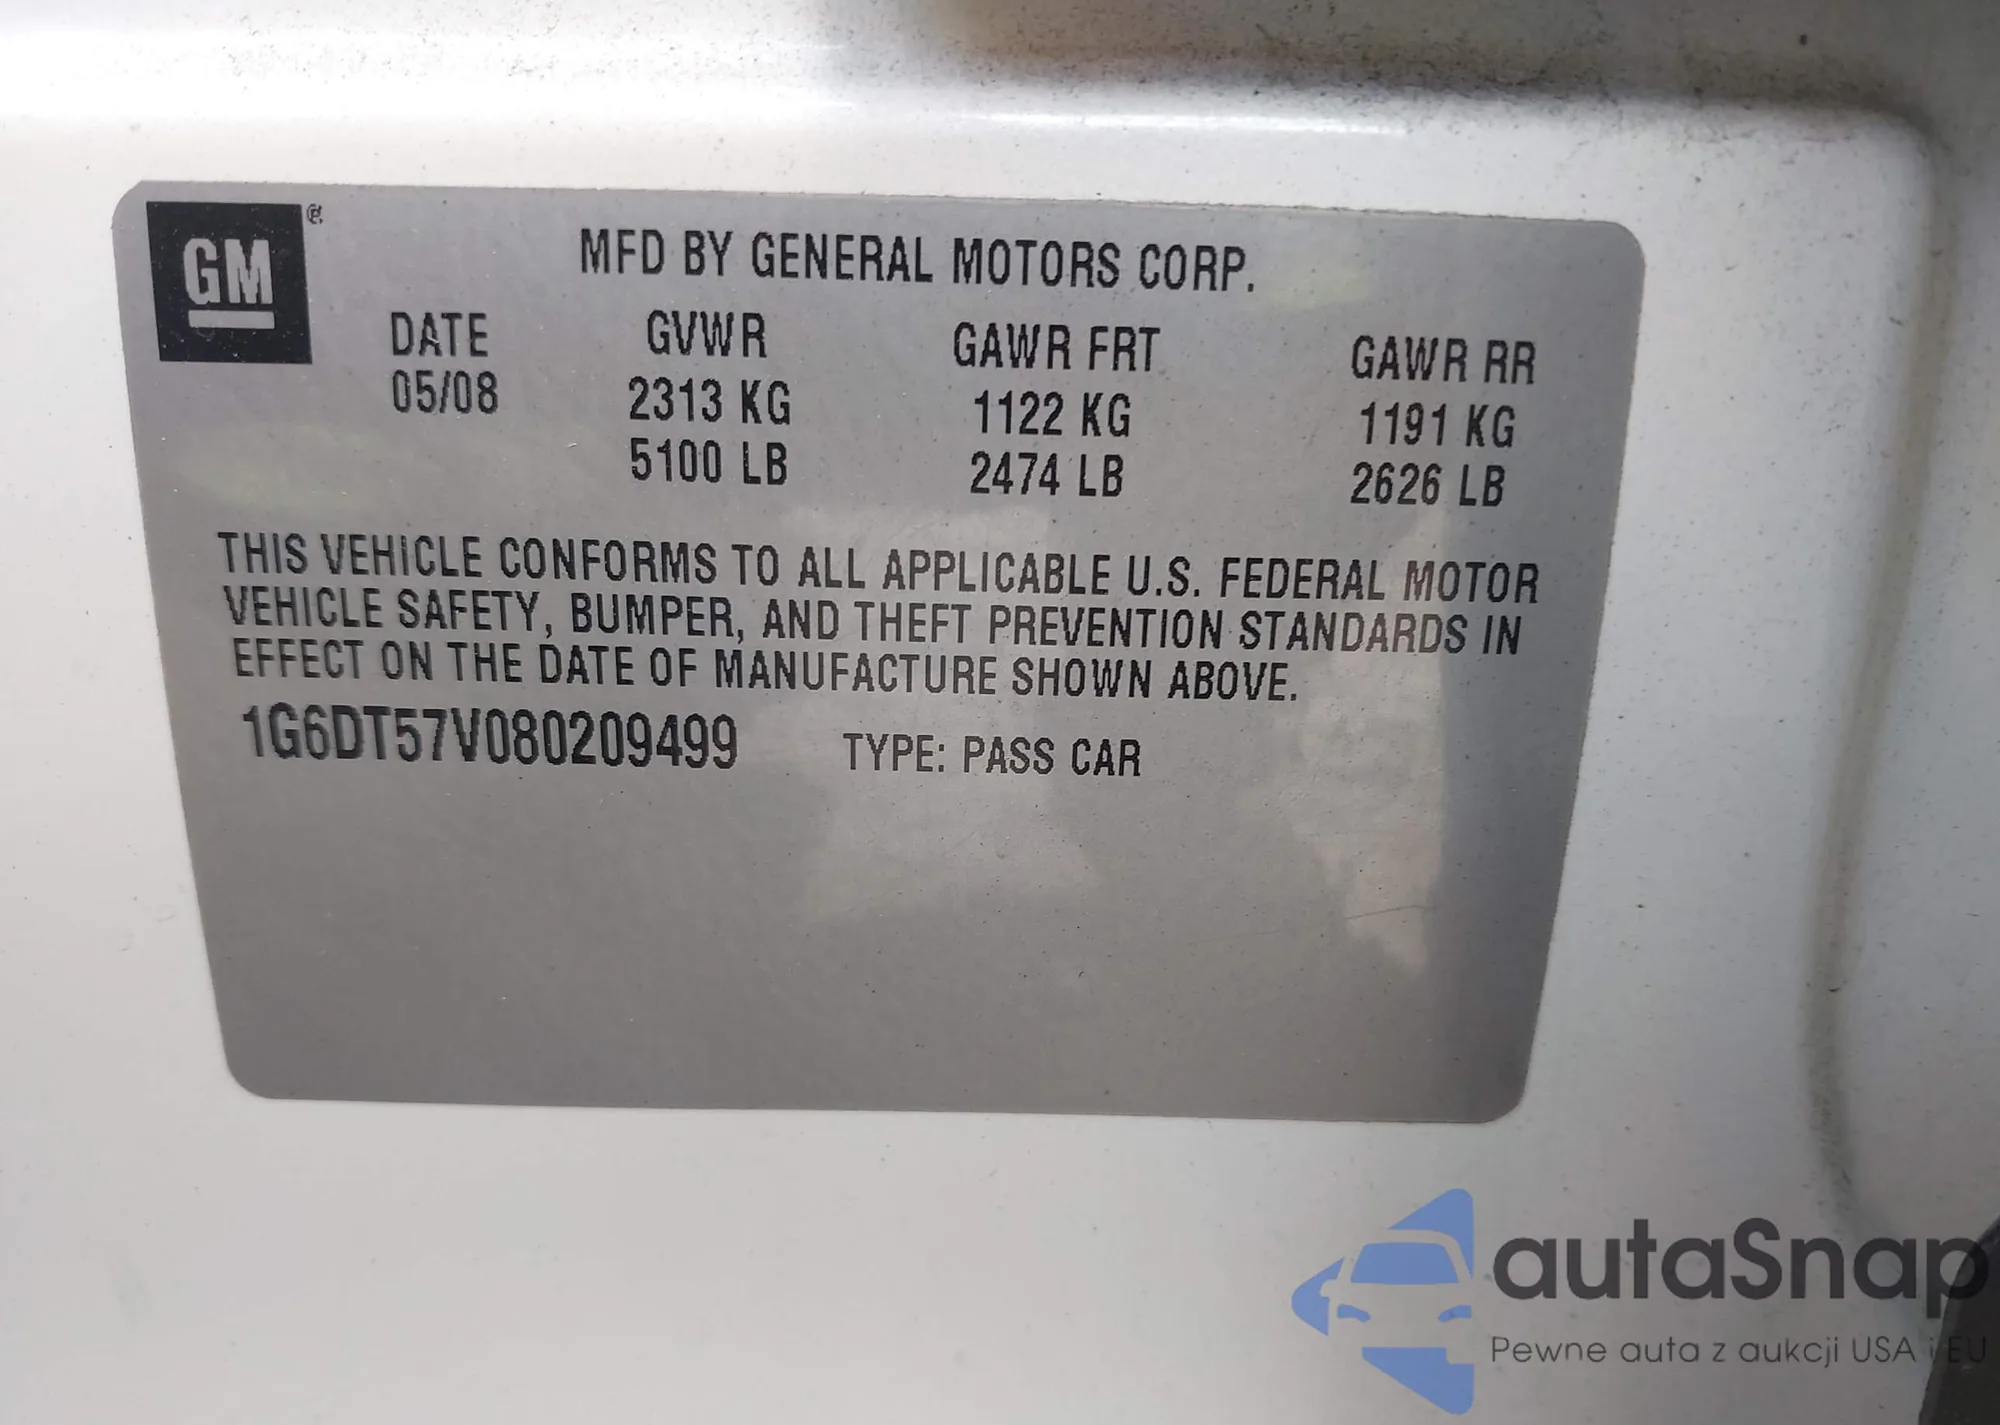 GM
MFD BY GENERAL MOTORS CORP.
DATE GVWR GAWR FRT GAWR RR
05/08 2313 KG 1122 KG 1191 KG
5100 LB 2474 LB 2626 LB
THIS VEHICLE CONFORMS TO ALL APPLICABLE U.S. FEDERAL MOTOR
VEHICLE SAFETY, BUMPER, AND THEFT PREVENTION STANDARDS IN
EFFECT ON THE DATE OF MANUFACTURE SHOWN ABOVE.
1G6DT57V080209499 TYPE: PASS CAR
autaSnap
Pewne auta z aukcji USA i EU